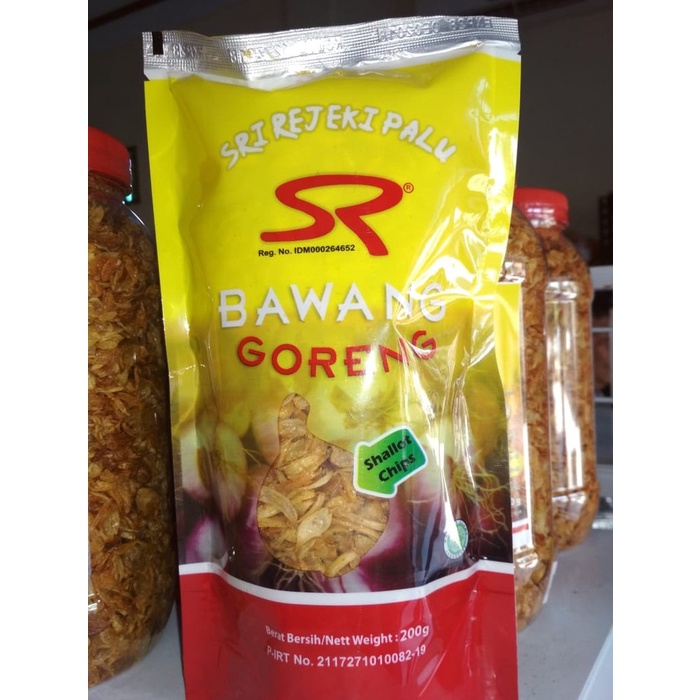 SRI REJEKI PALU
SR®
Reg. No. IDM000264652
BAWANG
GORENG
Shallot
Chips
Berat Bersih/Nett Weight : 200g
P-IRT No. 2117271010082-19